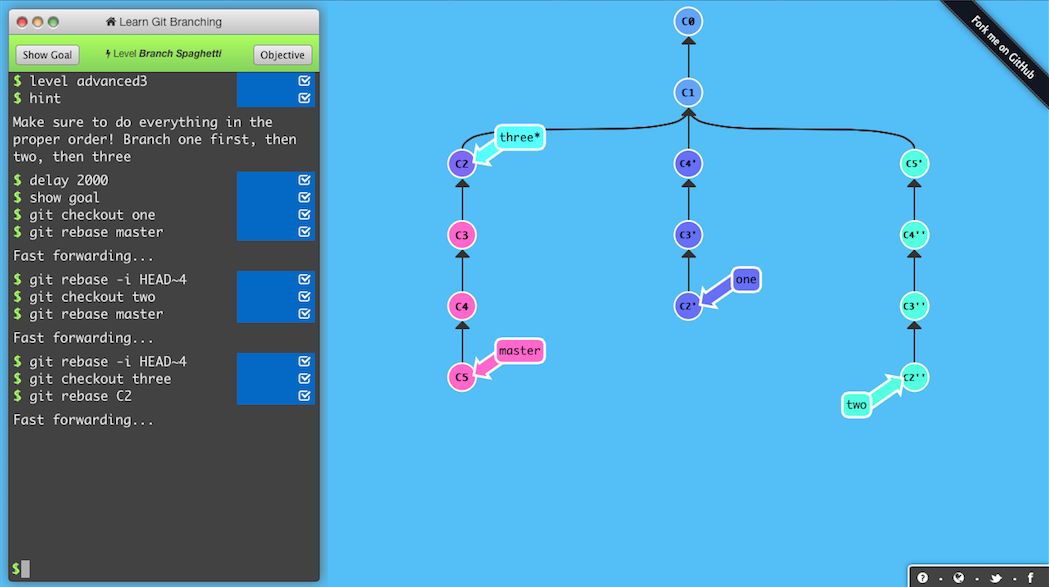 Learn Git Branching
Show Goal
Level Branch Spaghetti
Objective
$ level advanced3
$ hint
Make sure to do everything in the
proper order! Branch one first, then
two, then three
$ delay 2000
$ show goal
$ git checkout one
$ git rebase master
Fast forwarding...
$ git rebase -i HEAD~4
$ git checkout two
$ git rebase master
Fast forwarding...
$ git rebase -i HEAD~4
$ git checkout three
$ git rebase C2
Fast forwarding...
$
C0
C1
three*
C2
C4'
C5'
C3
C3'
C4''
one
C4
C2'
C3''
master
C5
C2''
two
Fork me on GitHub